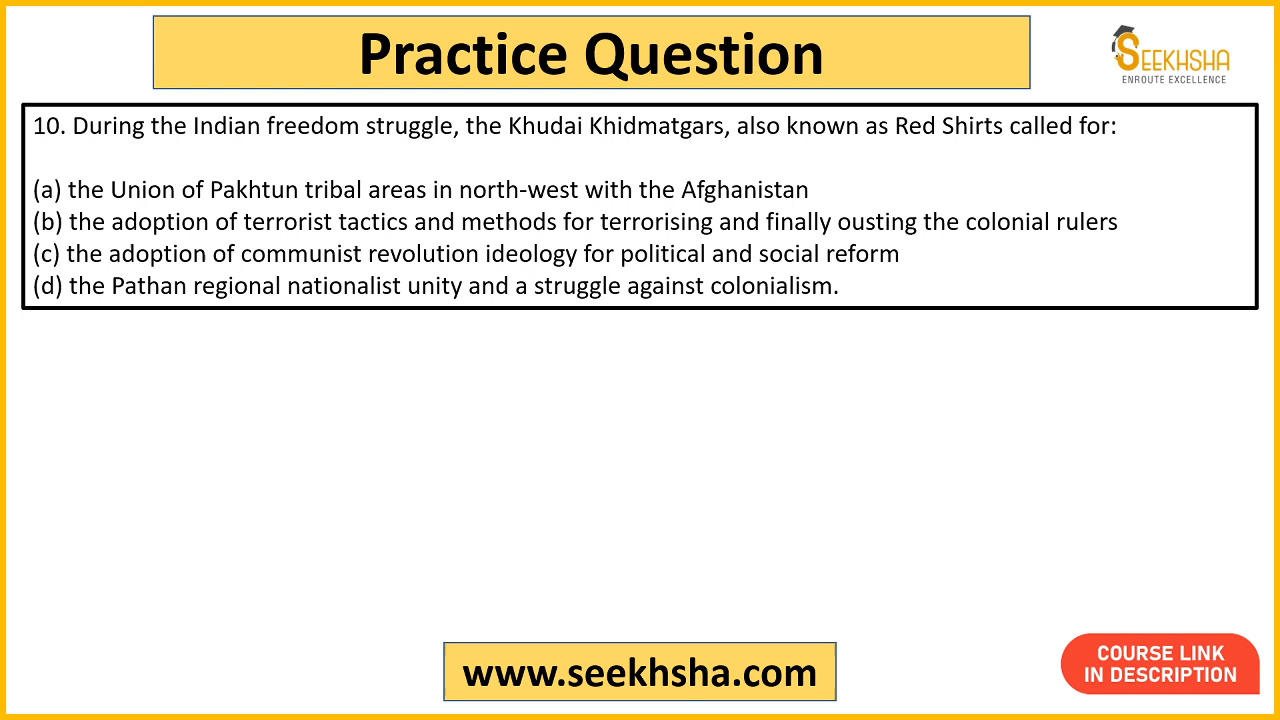 Practice Question
SEEKHSHA
ENROUTE EXCELLENCE
10. During the Indian freedom struggle, the Khudai Khidmatgars, also known as Red Shirts called for:
(a) the Union of Pakhtun tribal areas in north-west with the Afghanistan
(b) the adoption of terrorist tactics and methods for terrorising and finally ousting the colonial rulers
(c) the adoption of communist revolution ideology for political and social reform
(d) the Pathan regional nationalist unity and a struggle against colonialism.
www.seekhsha.com
COURSE LINK
IN DESCRIPTION